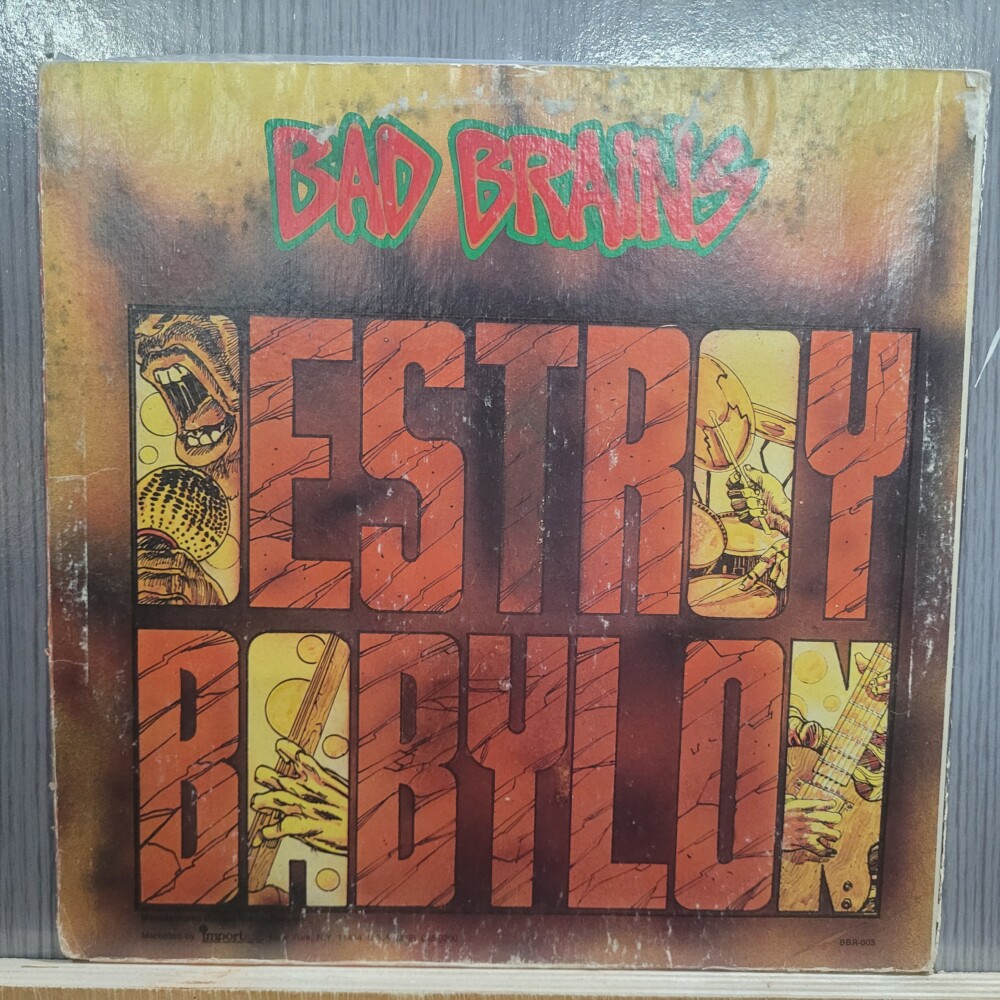 BAD BRAINS
DESTROY
BABYLON
Marketed by import
BBR-003